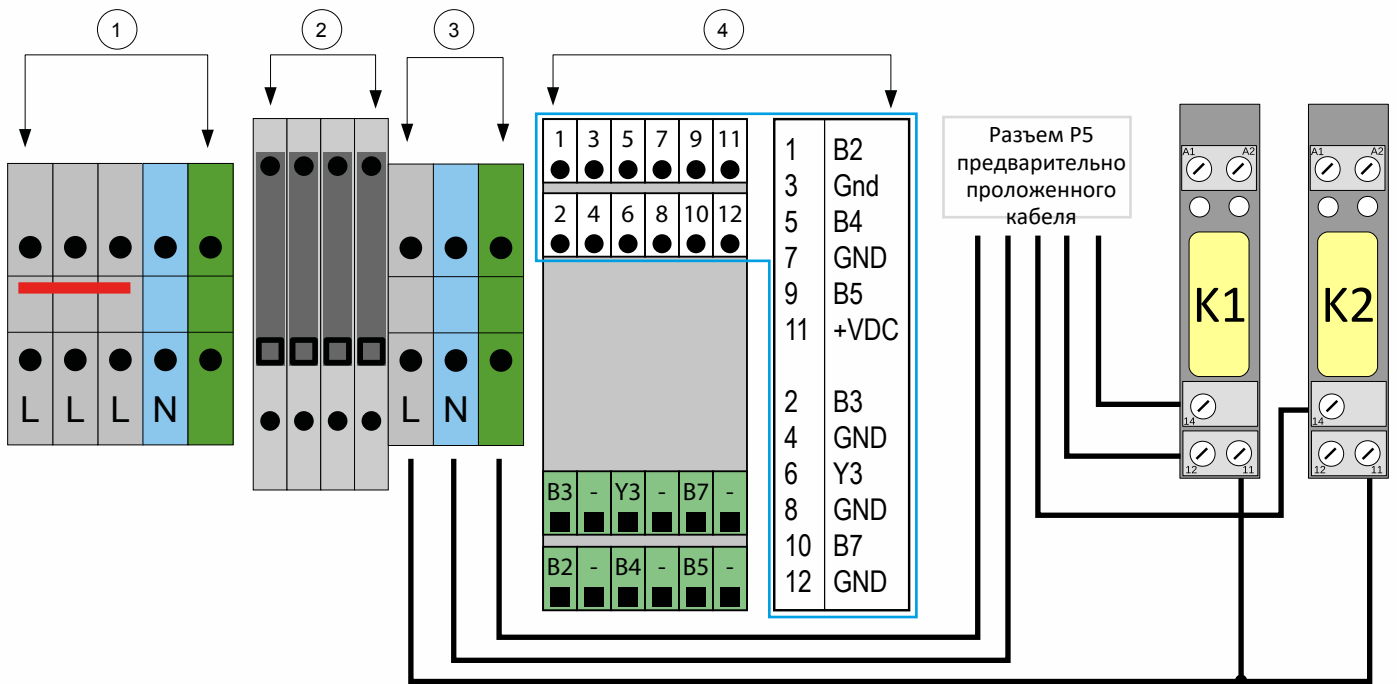 1
2
3
4
L L L N
L N
1 3 5 7 9 11
2 4 6 8 10 12
B3 - Y3 - B7 -
B2 - B4 - B5 -
1 B2
3 Gnd
5 B4
7 GND
9 B5
11 +VDC
2 B3
4 GND
6 Y3
8 GND
10 B7
12 GND
Разъем P5
предварительно
проложенного
кабеля
A1 A2
K1
14
12 11
A1 A2
K2
14
12 11